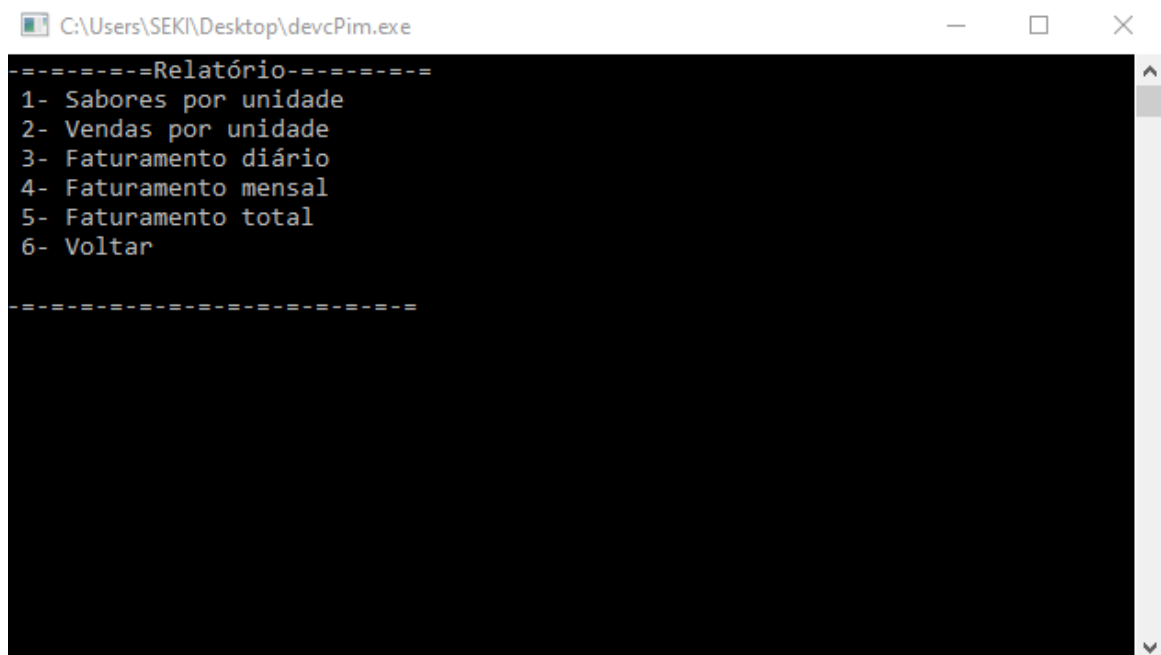 C:\Users\SEKI\Desktop\devcPim.exe
-=-=-=-=-=Relatório-=-=-=-=-=
1- Sabores por unidade
2- Vendas por unidade
3- Faturamento diário
4- Faturamento mensal
5- Faturamento total
6- Voltar
-=-=-=-=-=-=-=-=-=-=-=-=-=-=